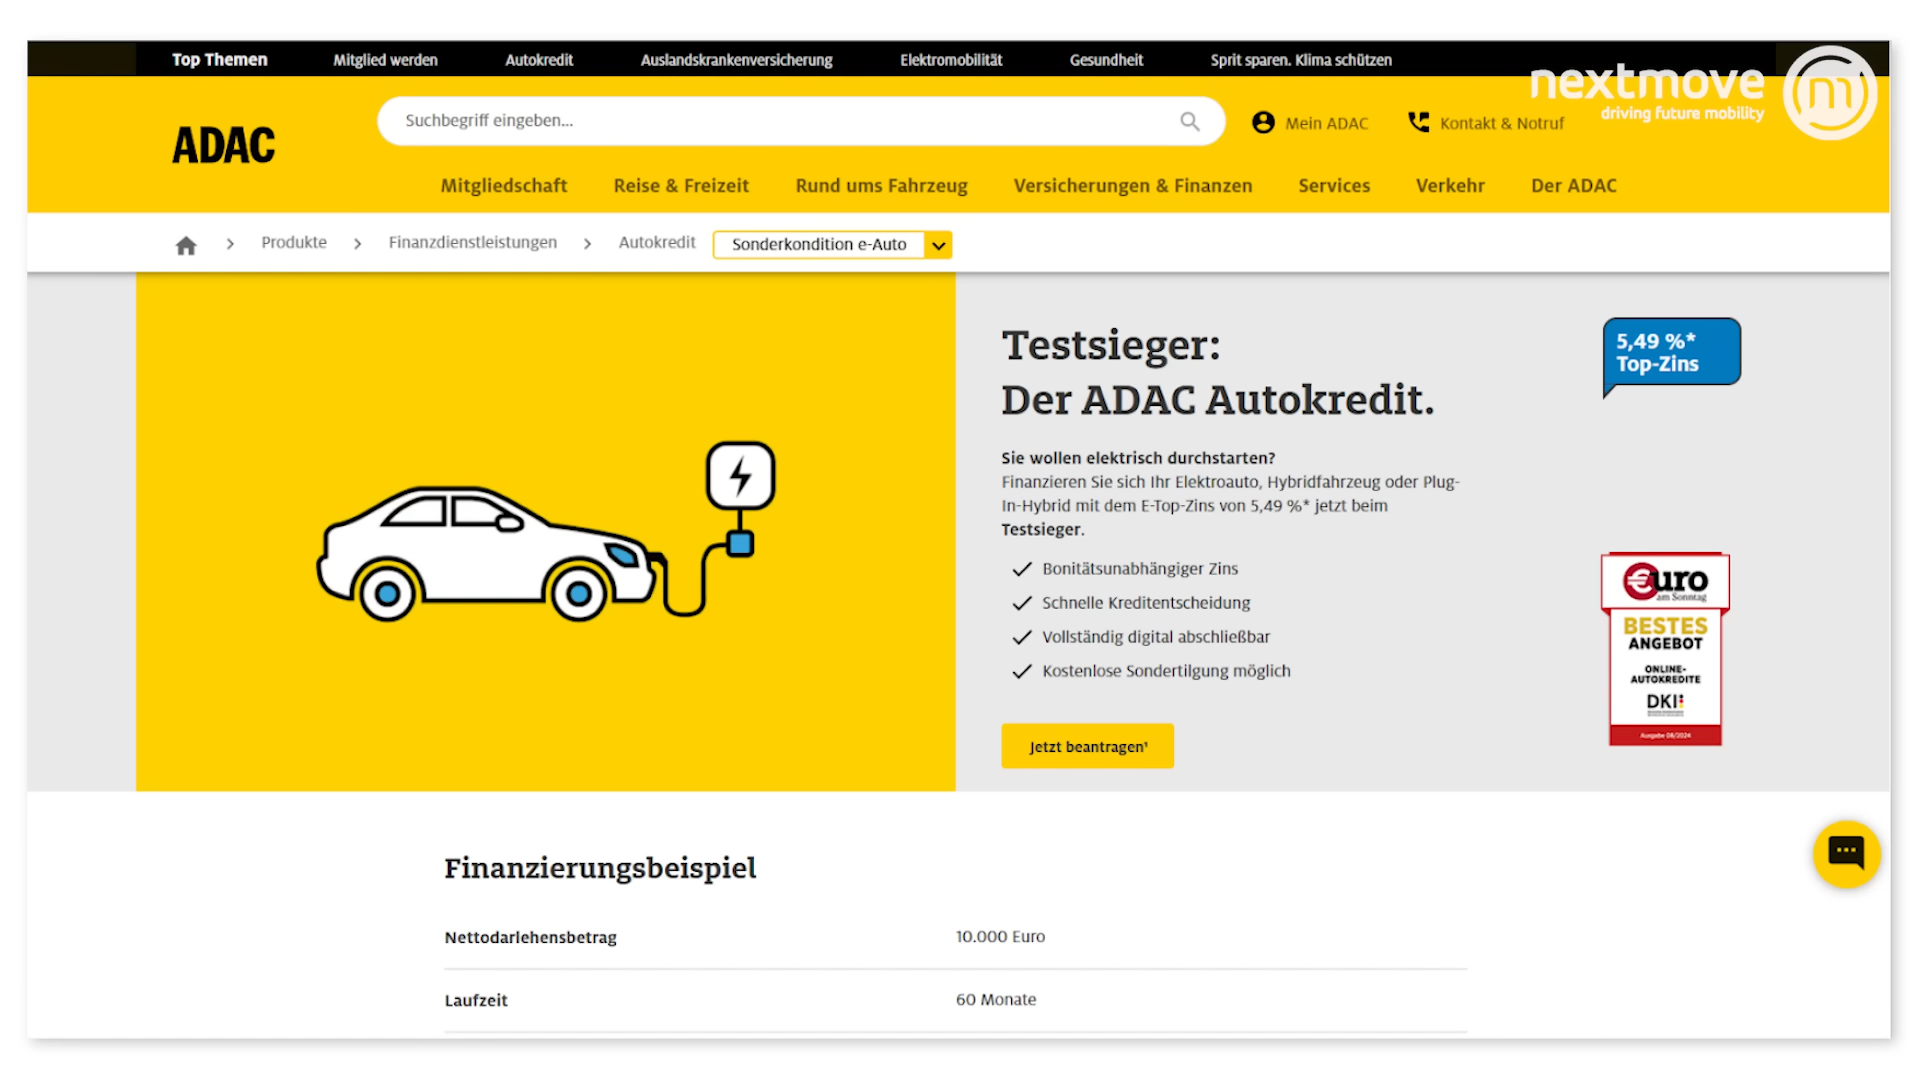 Top Themen
Mitglied werden
Autokredit
Auslandskrankenversicherung
Elektromobilität
Gesundheit
Sprit sparen. Klima schützen
nextmove
driving future mobility
ADAC
Suchbegriff eingeben...
Mein ADAC
Kontakt & Notruf
Mitgliedschaft
Reise & Freizeit
Rund ums Fahrzeug
Versicherungen & Finanzen
Services
Verkehr
Der ADAC
Produkte
Finanzdienstleistungen
Autokredit
Sonderkondition e-Auto
Testsieger:
Der ADAC Autokredit.
5,49 %*
Top-Zins
Sie wollen elektrisch durchstarten?
Finanzieren Sie sich Ihr Elektroauto, Hybridfahrzeug oder Plug-
In-Hybrid mit dem E-Top-Zins von 5,49 %* jetzt beim
Testsieger.
Bonitätsunabhängiger Zins
Schnelle Kreditentscheidung
Vollständig digital abschließbar
Kostenlose Sondertilgung möglich
Jetzt beantragen¹
€uro
am Sonntag
BESTES
ANGEBOT
ONLINE-
AUTOKREDITE
DKI
Ausgabe 08/2024
Finanzierungsbeispiel
Nettodarlehensbetrag
10.000 Euro
Laufzeit
60 Monate